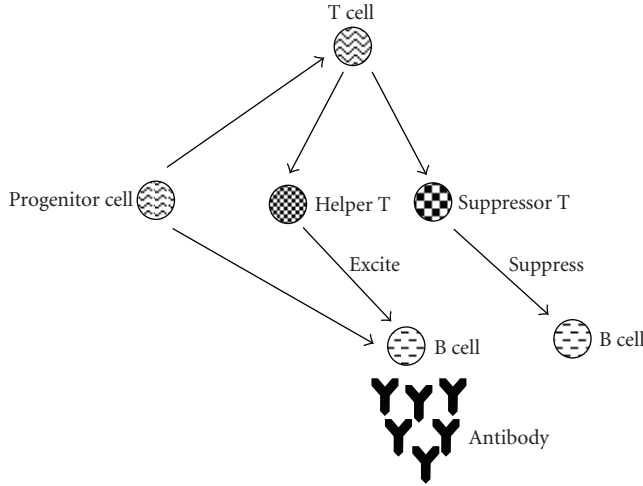 T cell
Progenitor cell
Helper T
Suppressor T
Excite
Suppress
B cell
B cell
Antibody